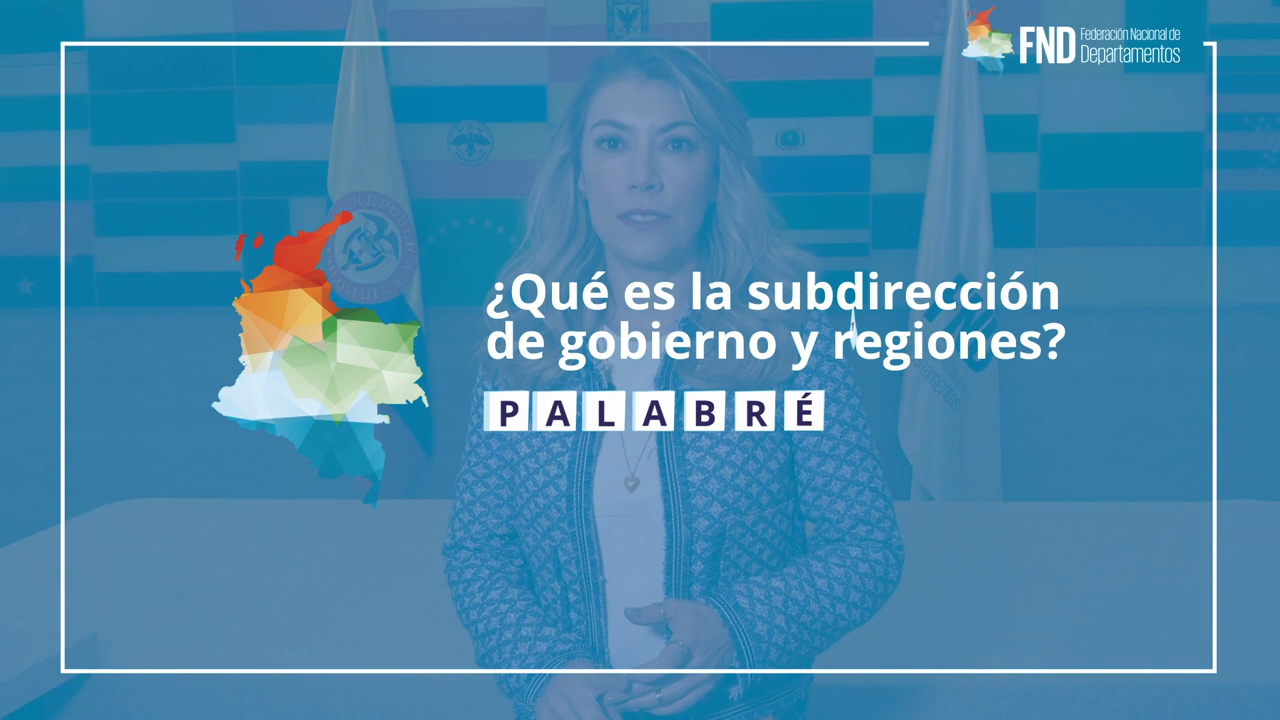 FND Federación Nacional de
Departamentos
¿Qué es la subdirección
de gobierno y regiones?
PALABRÉ